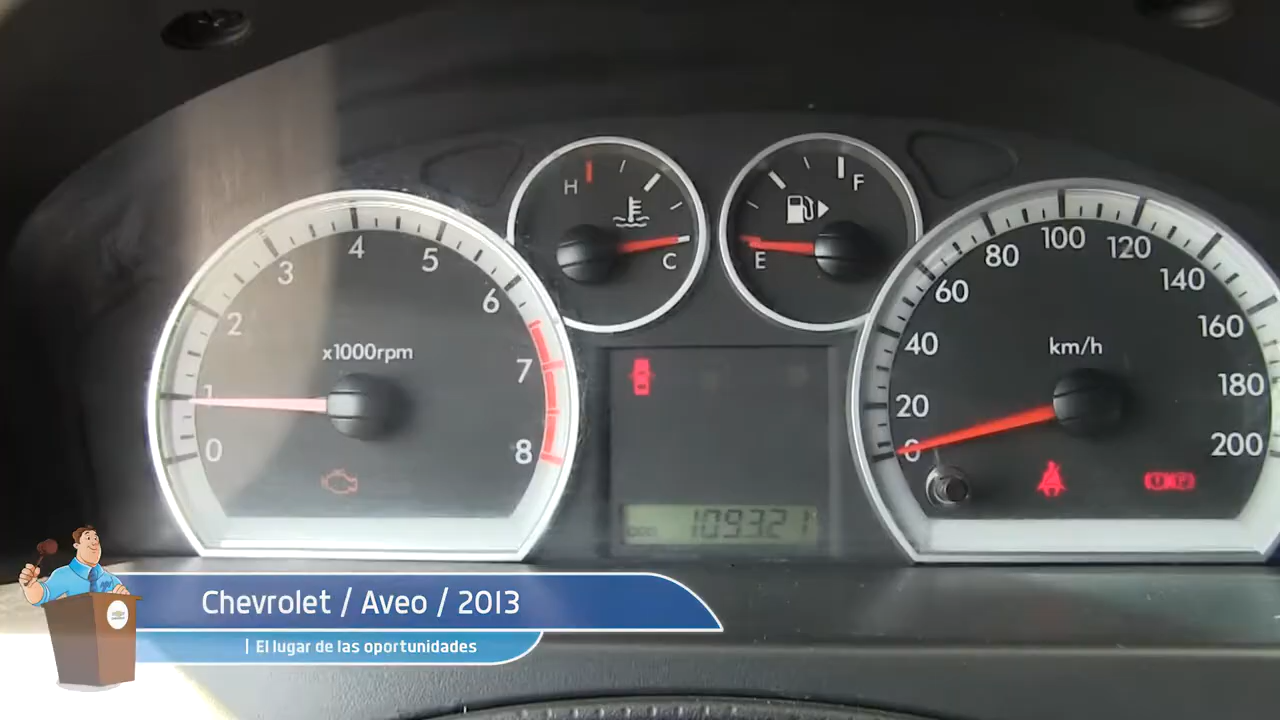 H
C
F
E
0
1
2
3
4
5
6
7
8
x1000rpm
0
20
40
60
80
100
120
140
160
180
200
km/h
109321
Chevrolet / Aveo / 2013
| El lugar de las oportunidades